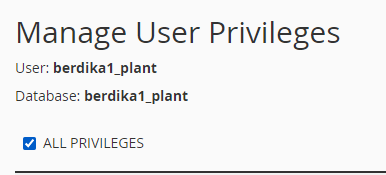 Manage User Privileges
User: berdika1_plant
Database: berdika1_plant
ALL PRIVILEGES